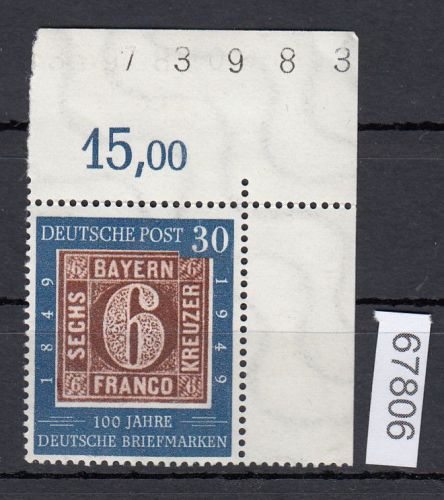 7 3 9 8 3
15,00
DEUTSCHE POST 30
1849
BAYERN
SECHS
6
KREUZER
FRANCO
1949
100 JAHRE
DEUTSCHE BRIEFMARKEN
67806